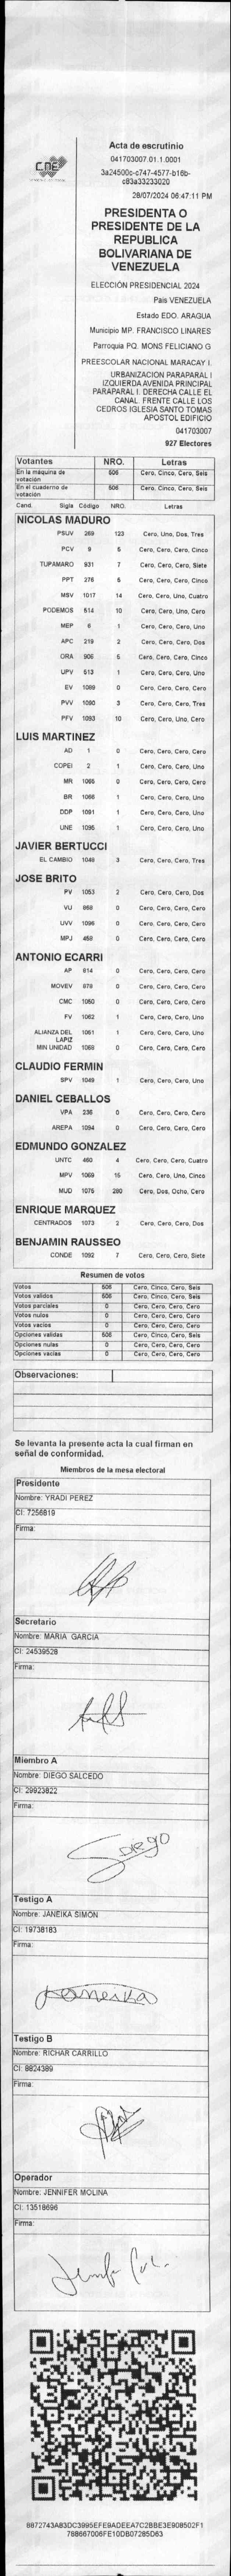 CNE
Acta de escrutinio
041703007.01.1.0001
3a24500c-c747-4577-b16b-
c83a33233020
28/07/2024 06:47:11 PM
PRESIDENTA O
PRESIDENTE DE LA
REPUBLICA
BOLIVARIANA DE
VENEZUELA
ELECCIÓN PRESIDENCIAL 2024
País VENEZUELA
Estado EDO. ARAGUA
Municipio MP. FRANCISCO LINARES
Parroquia PQ. MONS FELICIANO G
PREESCOLAR NACIONAL MARACAY I.
URBANIZACION PARAPARAL I
IZQUIERDA AVENIDA PRINCIPAL
PARAPARAL I. DERECHA CALLE EL
CANAL. FRENTE CALLE LOS
CEDROS IGLESIA SANTO TOMAS
APOSTOL EDIFICIO
041703007
927 Electores
Votantes NRO. Letras
En la máquina de votación 506 Cero, Cinco, Cero, Seis
En el cuaderno de votación 506 Cero, Cinco, Cero, Seis
Cand. Sigla Código NRO. Letras
NICOLAS MADURO
PSUV 269 123 Cero, Uno, Dos, Tres
PCV 9 5 Cero, Cero, Cero, Cinco
TUPAMARO 931 7 Cero, Cero, Cero, Siete
PPT 276 5 Cero, Cero, Cero, Cinco
MSV 1017 14 Cero, Cero, Uno, Cuatro
PODEMOS 514 10 Cero, Cero, Uno, Cero
MEP 6 1 Cero, Cero, Cero, Uno
APC 219 2 Cero, Cero, Cero, Dos
ORA 906 5 Cero, Cero, Cero, Cinco
UPV 513 1 Cero, Cero, Cero, Uno
EV 1089 0 Cero, Cero, Cero, Cero
PVV 1090 3 Cero, Cero, Cero, Tres
PFV 1093 10 Cero, Cero, Uno, Cero
LUIS MARTINEZ
AD 1 0 Cero, Cero, Cero, Cero
COPEI 2 1 Cero, Cero, Cero, Uno
MR 1065 0 Cero, Cero, Cero, Cero
BR 1066 1 Cero, Cero, Cero, Uno
DDP 1091 1 Cero, Cero, Cero, Uno
UNE 1095 1 Cero, Cero, Cero, Uno
JAVIER BERTUCCI
EL CAMBIO 1048 3 Cero, Cero, Cero, Tres
JOSE BRITO
PV 1053 2 Cero, Cero, Cero, Dos
VU 868 0 Cero, Cero, Cero, Cero
UVV 1096 0 Cero, Cero, Cero, Cero
MPJ 458 0 Cero, Cero, Cero, Cero
ANTONIO ECARRI
AP 614 0 Cero, Cero, Cero, Cero
MOVEV 878 0 Cero, Cero, Cero, Cero
CMC 1050 0 Cero, Cero, Cero, Cero
FV 1062 1 Cero, Cero, Cero, Uno
ALIANZA DEL LAPIZ 1051 1 Cero, Cero, Cero, Uno
MIN UNIDAD 1069 0 Cero, Cero, Cero, Cero
CLAUDIO FERMIN
SPV 1049 1 Cero, Cero, Cero, Uno
DANIEL CEBALLOS
VPA 236 0 Cero, Cero, Cero, Cero
AREPA 1094 0 Cero, Cero, Cero, Cero
EDMUNDO GONZALEZ
UNTC 450 4 Cero, Cero, Cero, Cuatro
MPV 1069 15 Cero, Cero, Uno, Cinco
MUD 1075 280 Cero, Dos, Ocho, Cero
ENRIQUE MARQUEZ
CENTRADOS 1073 2 Cero, Cero, Cero, Dos
BENJAMIN RAUSSEO
CONDE 1092 7 Cero, Cero, Cero, Siete
Resumen de votos
Votos 506 Cero, Cinco, Cero, Seis
Votos validos 506 Cero, Cinco, Cero, Seis
Votos parciales 0 Cero, Cero, Cero, Cero
Votos nulos 0 Cero, Cero, Cero, Cero
Votos vacios 0 Cero, Cero, Cero, Cero
Opciones validas 506 Cero, Cinco, Cero, Seis
Opciones nulas 0 Cero, Cero, Cero, Cero
Opciones vacias 0 Cero, Cero, Cero, Cero
Observaciones:
Se levanta la presente acta la cual firman en
señal de conformidad.
Miembros de la mesa electoral
Presidente
Nombre: YRADI PEREZ
CI: 7256819
Firma:
Secretario
Nombre: MARIA GARCIA
CI: 24539528
Firma:
Miembro A
Nombre: DIEGO SALCEDO
CI: 29923822
Firma:
DIEGO
Testigo A
Nombre: JANEIKA SIMON
CI: 19738183
Firma:
Janeika
Testigo B
Nombre: RICHAR CARRILLO
CI: 8824389
Firma:
Operador
Nombre: JENNIFER MOLINA
CI: 13518696
Firma:
8872743AB3DC3995EFE9ADEEA7C2BBE3E908502F1
788667006FE10DB07285D63